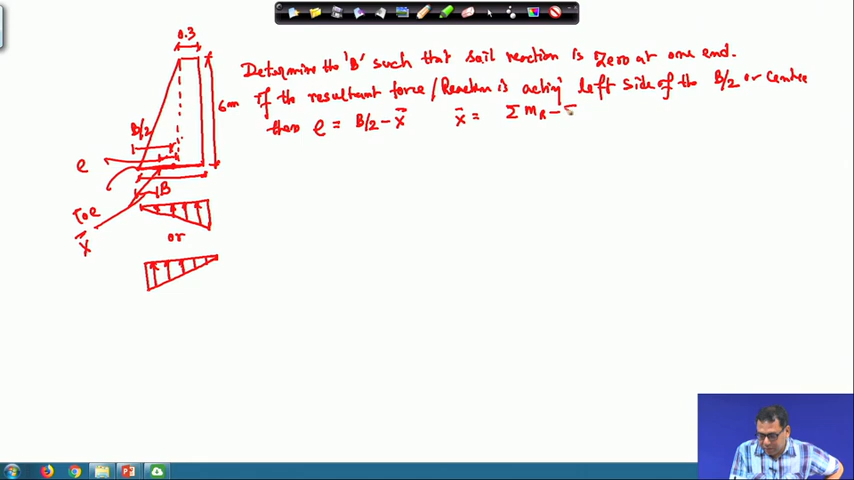 0.3
Determine the 'B' such that soil reaction is zero at one end.
If the resultant force/Reaction is acting left side of the B/2 or centre
then e = B/2 - x̄    x̄ = Σ MR -
6m
B/2
e
B
Toe
x̄
or